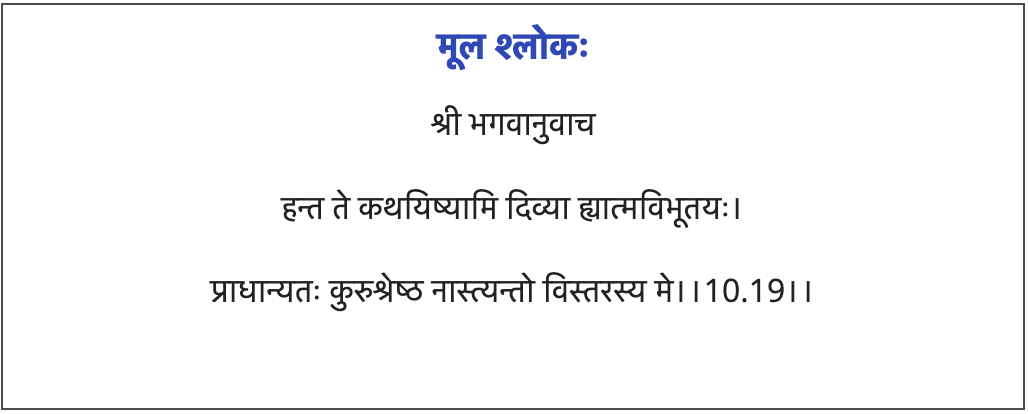 मूल श्लोकः
श्री भगवानुवाच
हन्त ते कथयिष्यामि दिव्या ह्यात्मविभूतयः।
प्राधान्यतः कुरुश्रेष्ठ नास्त्यन्तो विस्तरस्य मे।।10.19।।